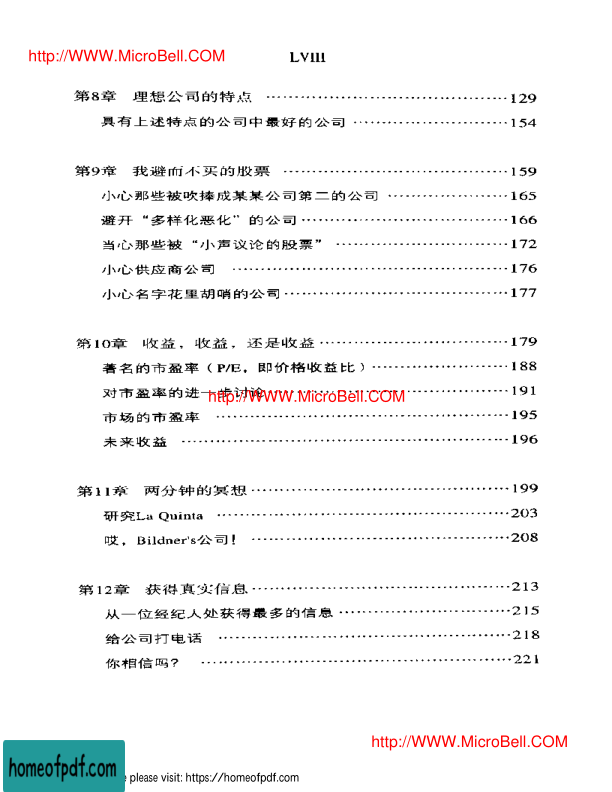 http://WWW.MicroBell.COM
LVIII
第8章 理想公司的特点 ……………………………… 129
具有上述特点的公司中最好的公司 …………………… 154
第9章 我避而不买的股票 …………………………… 159
小心那些被吹捧成某某公司第二的公司 ……………… 165
避开“多样化恶化”的公司 ………………………… 166
当心那些被“小声议论的股票” ……………………… 172
小心供应商公司 ……………………………………… 176
小心名字花里胡哨的公司 …………………………… 177
第10章 收益，收益，还是收益 ……………………… 179
著名的市盈率（P/E，即价格收益比） ……………… 188
对市盈率的进一步讨论 ……………………………… 191
http://WWW.MicroBell.COM
市场的市盈率 ………………………………………… 195
未来收益 ……………………………………………… 196
第11章 两分钟的冥想 ………………………………… 199
研究La Quinta ……………………………………… 203
哎，Bildner's公司！ ………………………………… 208
第12章 获得真实信息 ………………………………… 213
从一位经纪人处获得最多的信息 …………………… 215
给公司打电话 ………………………………………… 218
你相信吗？ …………………………………………… 221
http://WWW.MicroBell.COM
homeofpdf.com
please visit: https://homeofpdf.com